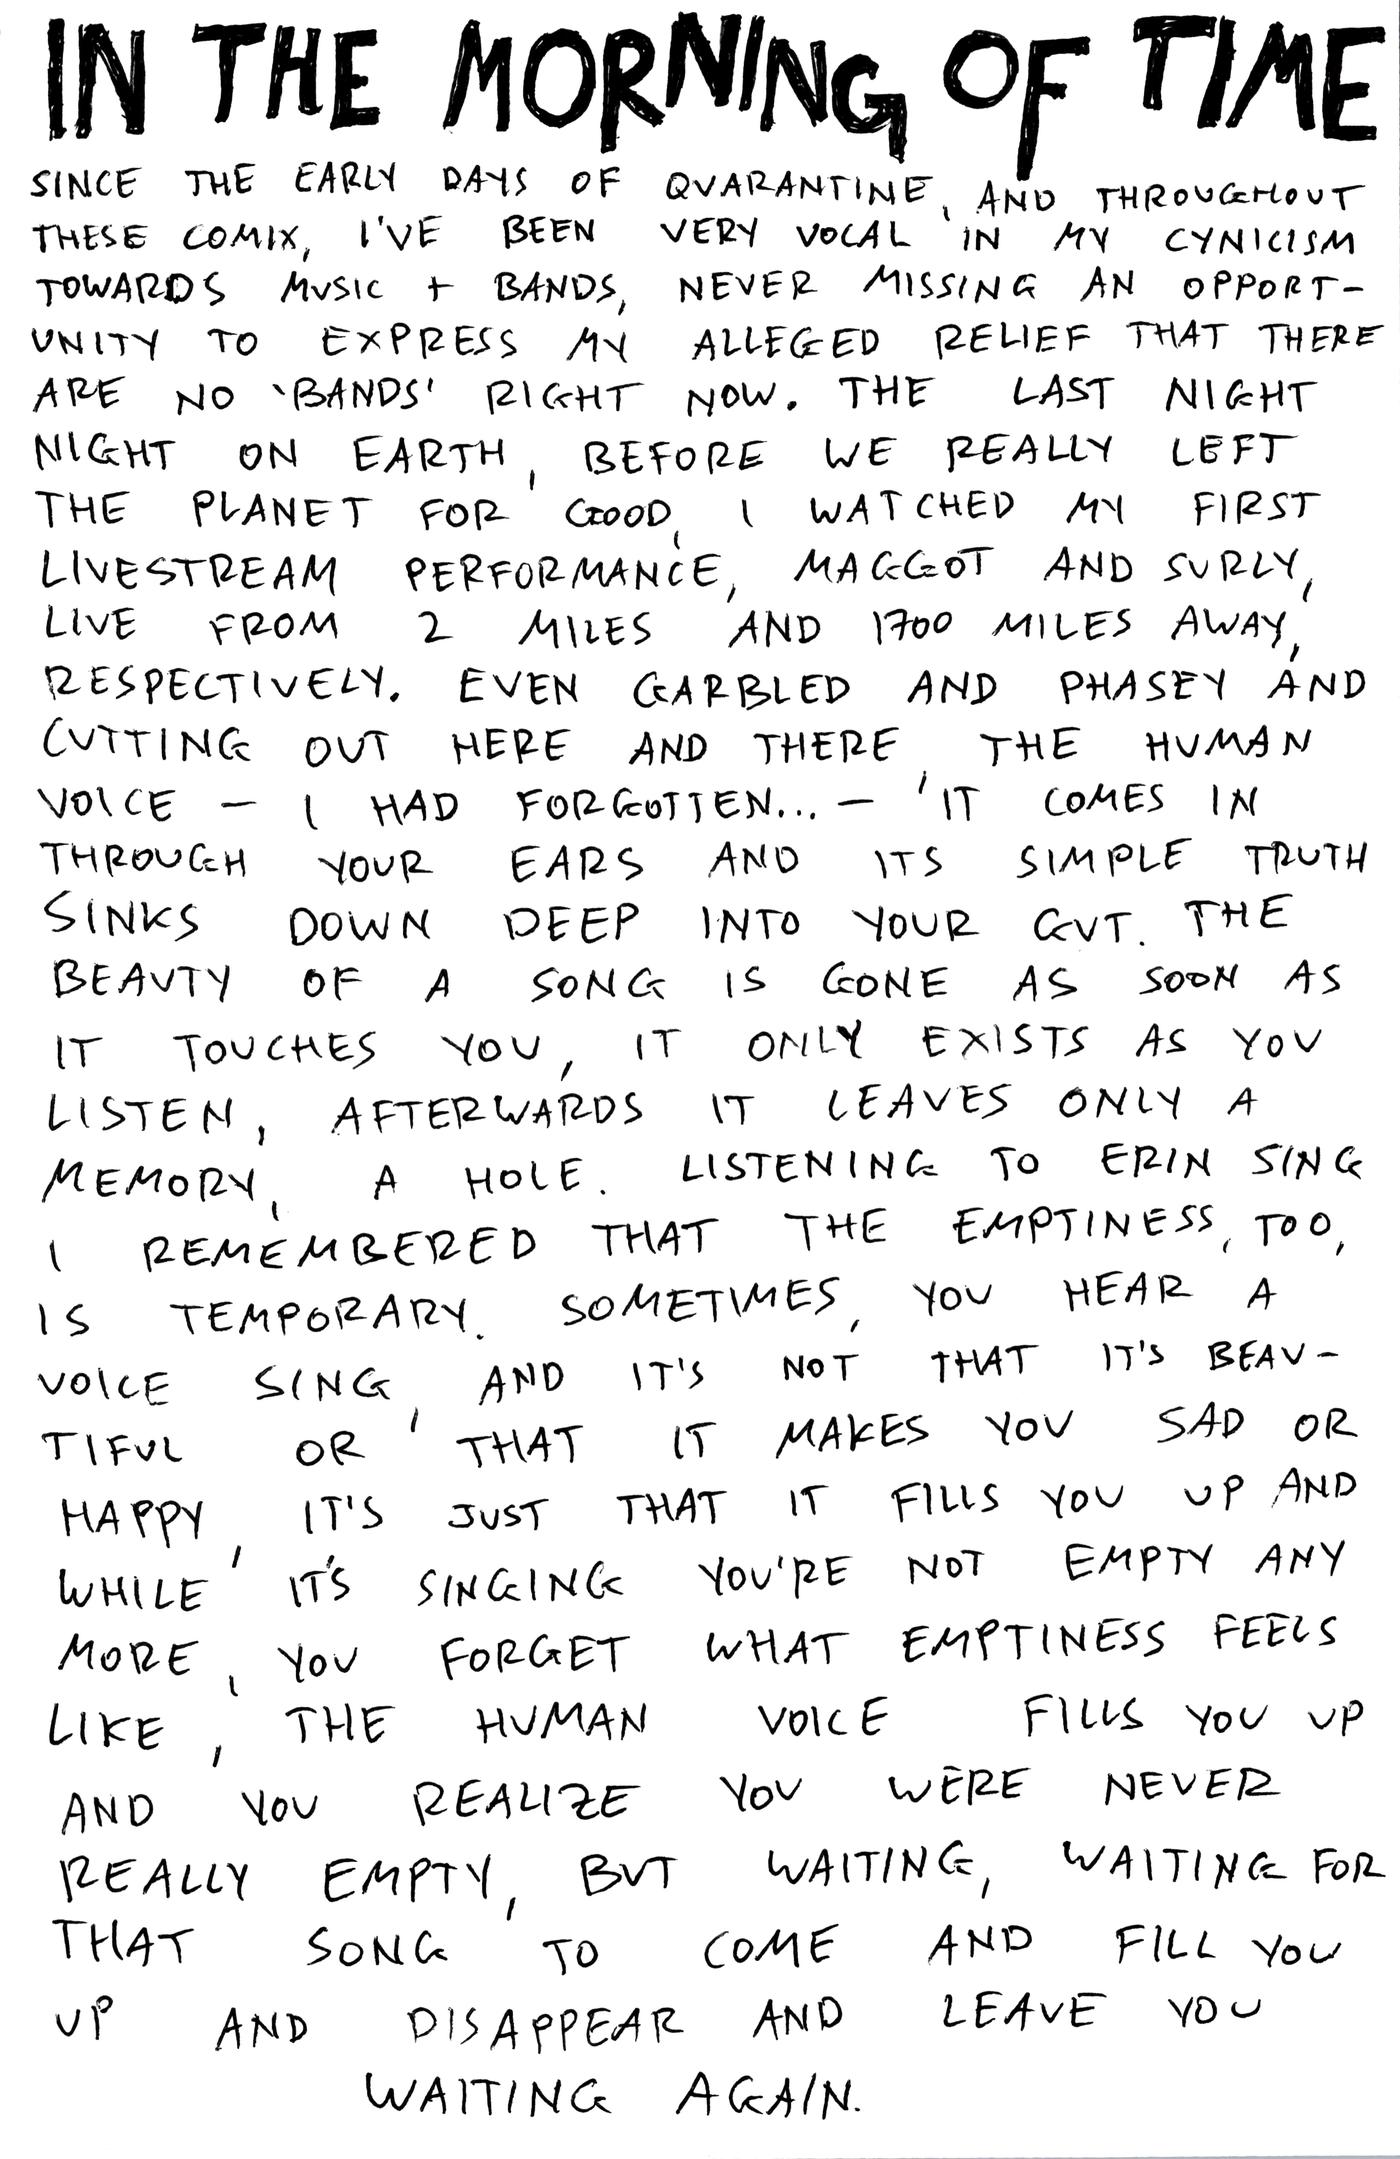 IN THE MORNING OF TIME
SINCE THE EARLY DAYS OF QUARANTINE, AND THROUGHOUT
THESE COMIX, I'VE BEEN VERY VOCAL IN MY CYNICISM
TOWARDS MUSIC + BANDS, NEVER MISSING AN OPPORT-
UNITY TO EXPRESS MY ALLEGED RELIEF THAT THERE
ARE NO 'BANDS' RIGHT NOW. THE LAST NIGHT
NIGHT ON EARTH, BEFORE WE REALLY LEFT
THE PLANET FOR GOOD, I WATCHED MY FIRST
LIVESTREAM PERFORMANCE, MAGGOT AND SURLY,
LIVE FROM 2 MILES AND 1700 MILES AWAY,
RESPECTIVELY. EVEN GARBLED AND PHASEY AND
CUTTING OUT HERE AND THERE, THE HUMAN
VOICE – I HAD FORGOTTEN... – IT COMES IN
THROUGH YOUR EARS AND ITS SIMPLE TRUTH
SINKS DOWN DEEP INTO YOUR GUT. THE
BEAUTY OF A SONG IS GONE AS SOON AS
IT TOUCHES YOU, IT ONLY EXISTS AS YOU
LISTEN, AFTERWARDS IT LEAVES ONLY A
MEMORY, A HOLE. LISTENING TO ERIN SING
I REMEMBERED THAT THE EMPTINESS, TOO,
IS TEMPORARY. SOMETIMES, YOU HEAR A
VOICE SING, AND IT'S NOT THAT IT'S BEAU-
TIFUL OR THAT IT MAKES YOU SAD OR
HAPPY, IT'S JUST THAT IT FILLS YOU UP AND
WHILE IT'S SINGING YOU'RE NOT EMPTY ANY
MORE, YOU FORGET WHAT EMPTINESS FEELS
LIKE, THE HUMAN VOICE FILLS YOU UP
AND YOU REALIZE YOU WERE NEVER
REALLY EMPTY, BUT WAITING, WAITING FOR
THAT SONG TO COME AND FILL YOU
UP AND DISAPPEAR AND LEAVE YOU
WAITING AGAIN.